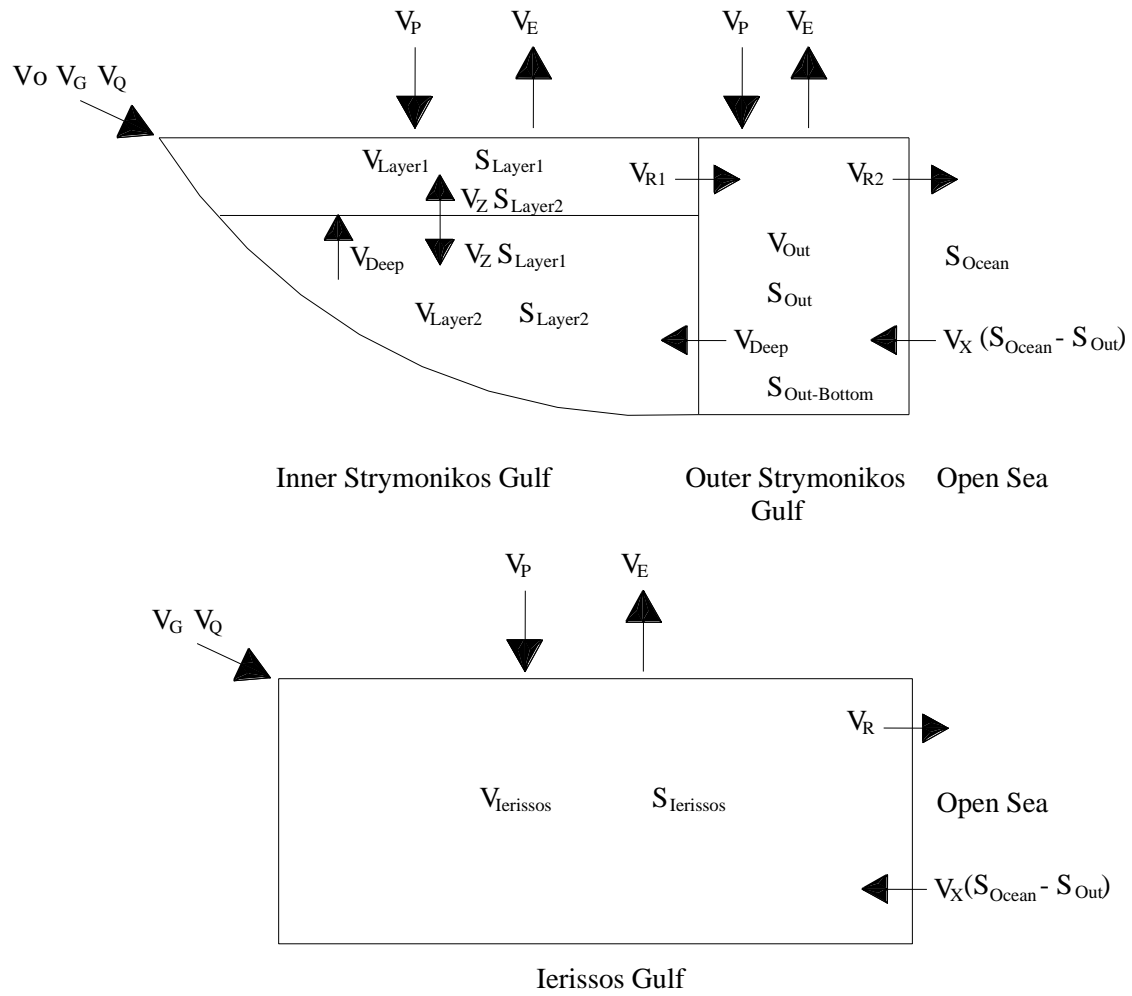 V_P V_E V_P V_E
Vo V_G V_Q
V_Layer1 S_Layer1 V_R1 V_R2
V_Z S_Layer2
V_Deep V_Z S_Layer1 V_Out S_Ocean
S_Out
V_Layer2 S_Layer2
V_Deep V_X (S_Ocean - S_Out)
S_Out-Bottom
Inner Strymonikos Gulf Outer Strymonikos Open Sea
Gulf
V_P V_E
V_G V_Q
V_R
V_Ierissos S_Ierissos Open Sea
V_X(S_Ocean - S_Out)
Ierissos Gulf